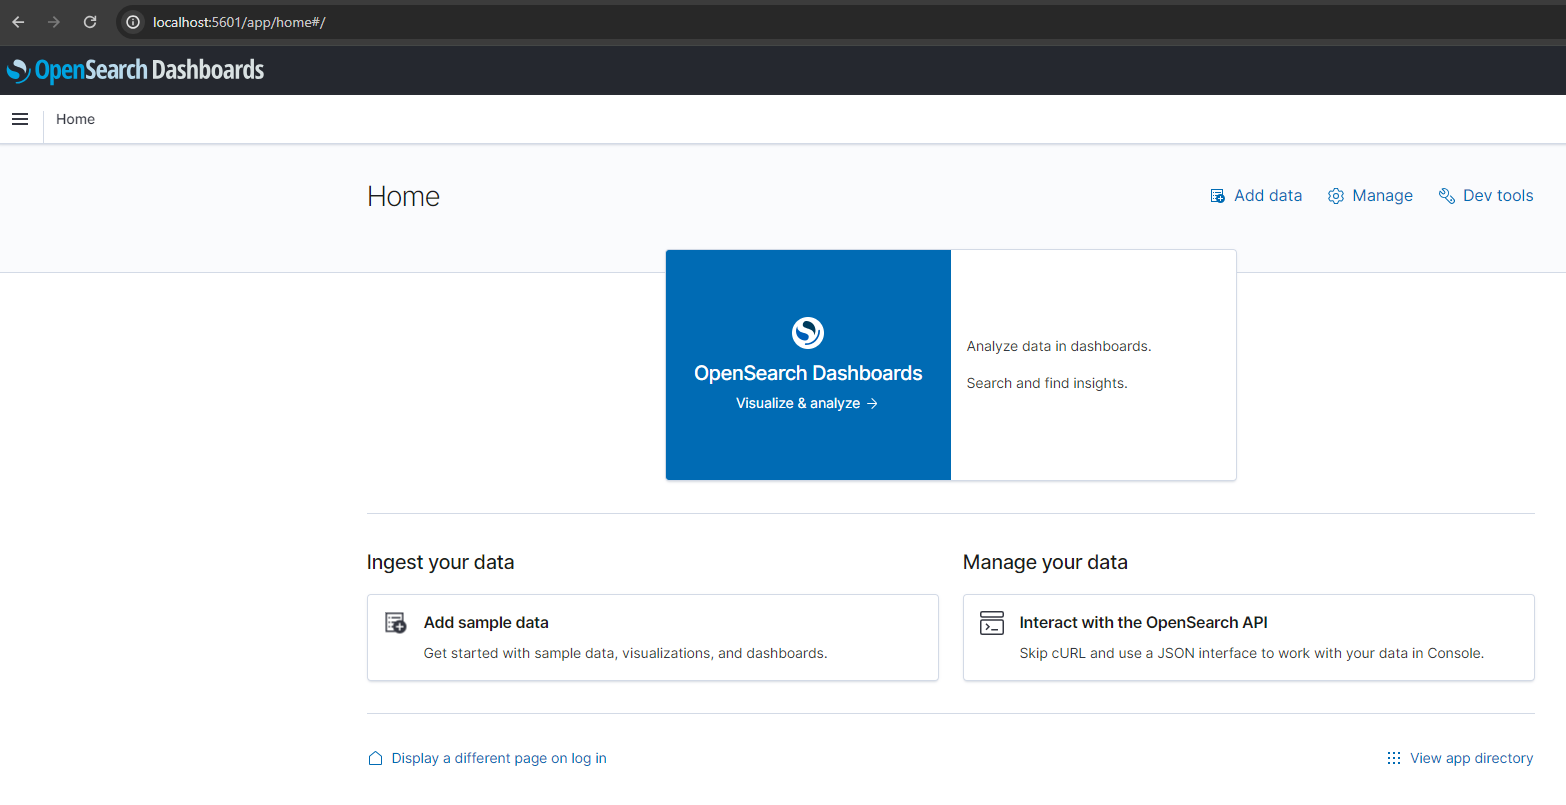 localhost:5601/app/home#/
OpenSearch Dashboards
Home
Home
Add data
Manage
Dev tools
OpenSearch Dashboards
Visualize & analyze →
Analyze data in dashboards.
Search and find insights.
Ingest your data
Add sample data
Get started with sample data, visualizations, and dashboards.
Manage your data
Interact with the OpenSearch API
Skip cURL and use a JSON interface to work with your data in Console.
Display a different page on log in
View app directory